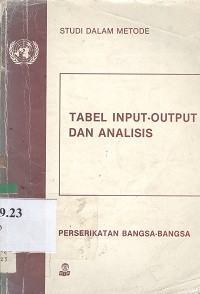 STUDI DALAM METODE
TABEL INPUT-OUTPUT
DAN ANALISIS
9.23
PERSERIKATAN BANGSA-BANGSA